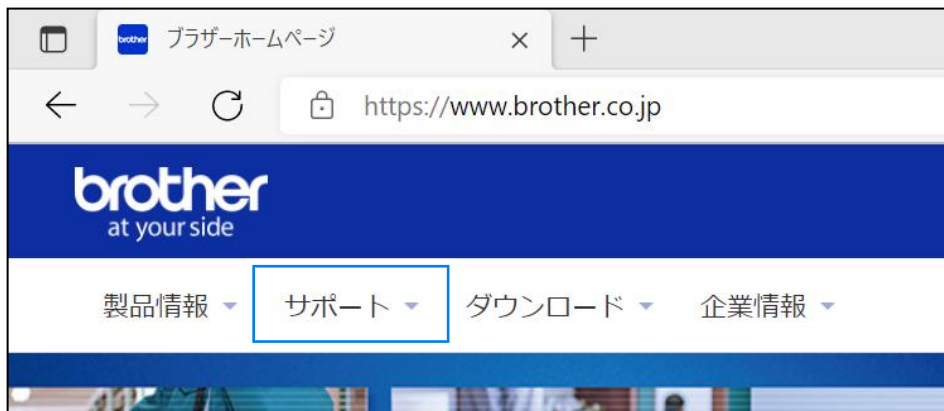 brother ブラザーホームページ
https://www.brother.co.jp
brother
at your side
製品情報 サポート ダウンロード 企業情報